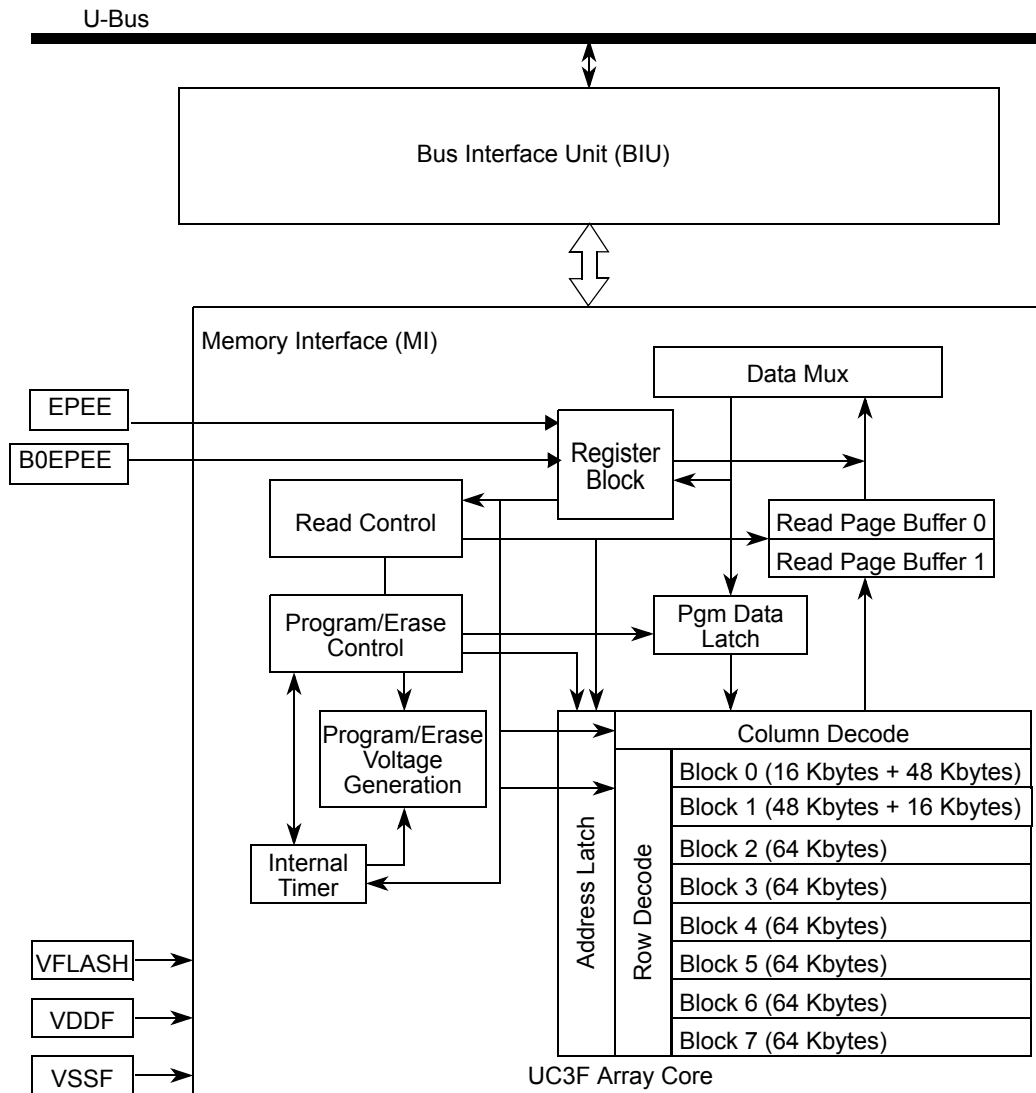 U-Bus
Bus Interface Unit (BIU)
Memory Interface (MI)
Data Mux
EPEE
B0EPEE
Register
Block
Read Control
Read Page Buffer 0
Read Page Buffer 1
Program/Erase
Control
Pgm Data
Latch
Program/Erase
Voltage
Generation
Internal
Timer
Address Latch
Row Decode
Column Decode
Block 0 (16 Kbytes + 48 Kbytes)
Block 1 (48 Kbytes + 16 Kbytes)
Block 2 (64 Kbytes)
Block 3 (64 Kbytes)
Block 4 (64 Kbytes)
Block 5 (64 Kbytes)
Block 6 (64 Kbytes)
Block 7 (64 Kbytes)
VFLASH
VDDF
VSSF
UC3F Array Core